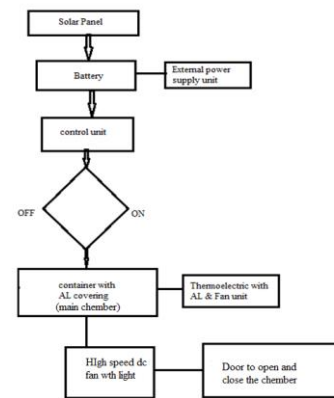 Solar Panel
Battery
External power
supply unit
control unit
OFF
ON
container with
AL covering
(main chember)
Thermoelectric with
AL & Fan unit
HIgh speed dc
fan wth light
Door to open and
close the chember